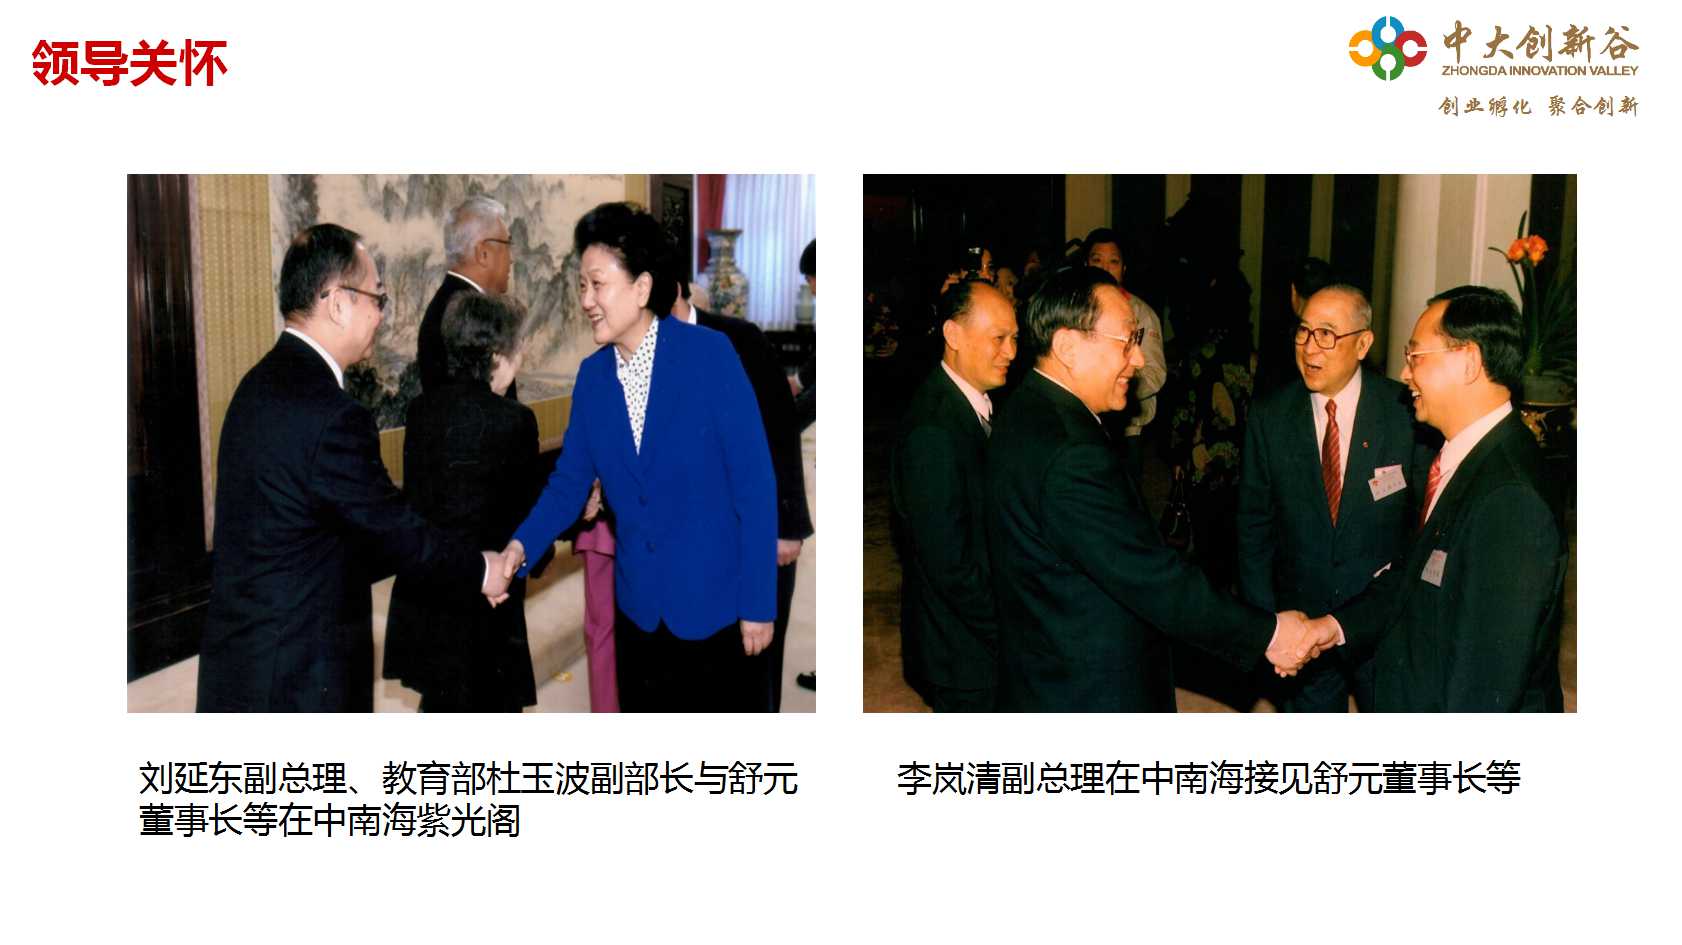 领导关怀
中大创新谷
ZHONGDA INNOVATION VALLEY
创业孵化 聚合创新
刘延东副总理、教育部杜玉波副部长与舒元
董事长等在中南海紫光阁
李岚清副总理在中南海接见舒元董事长等